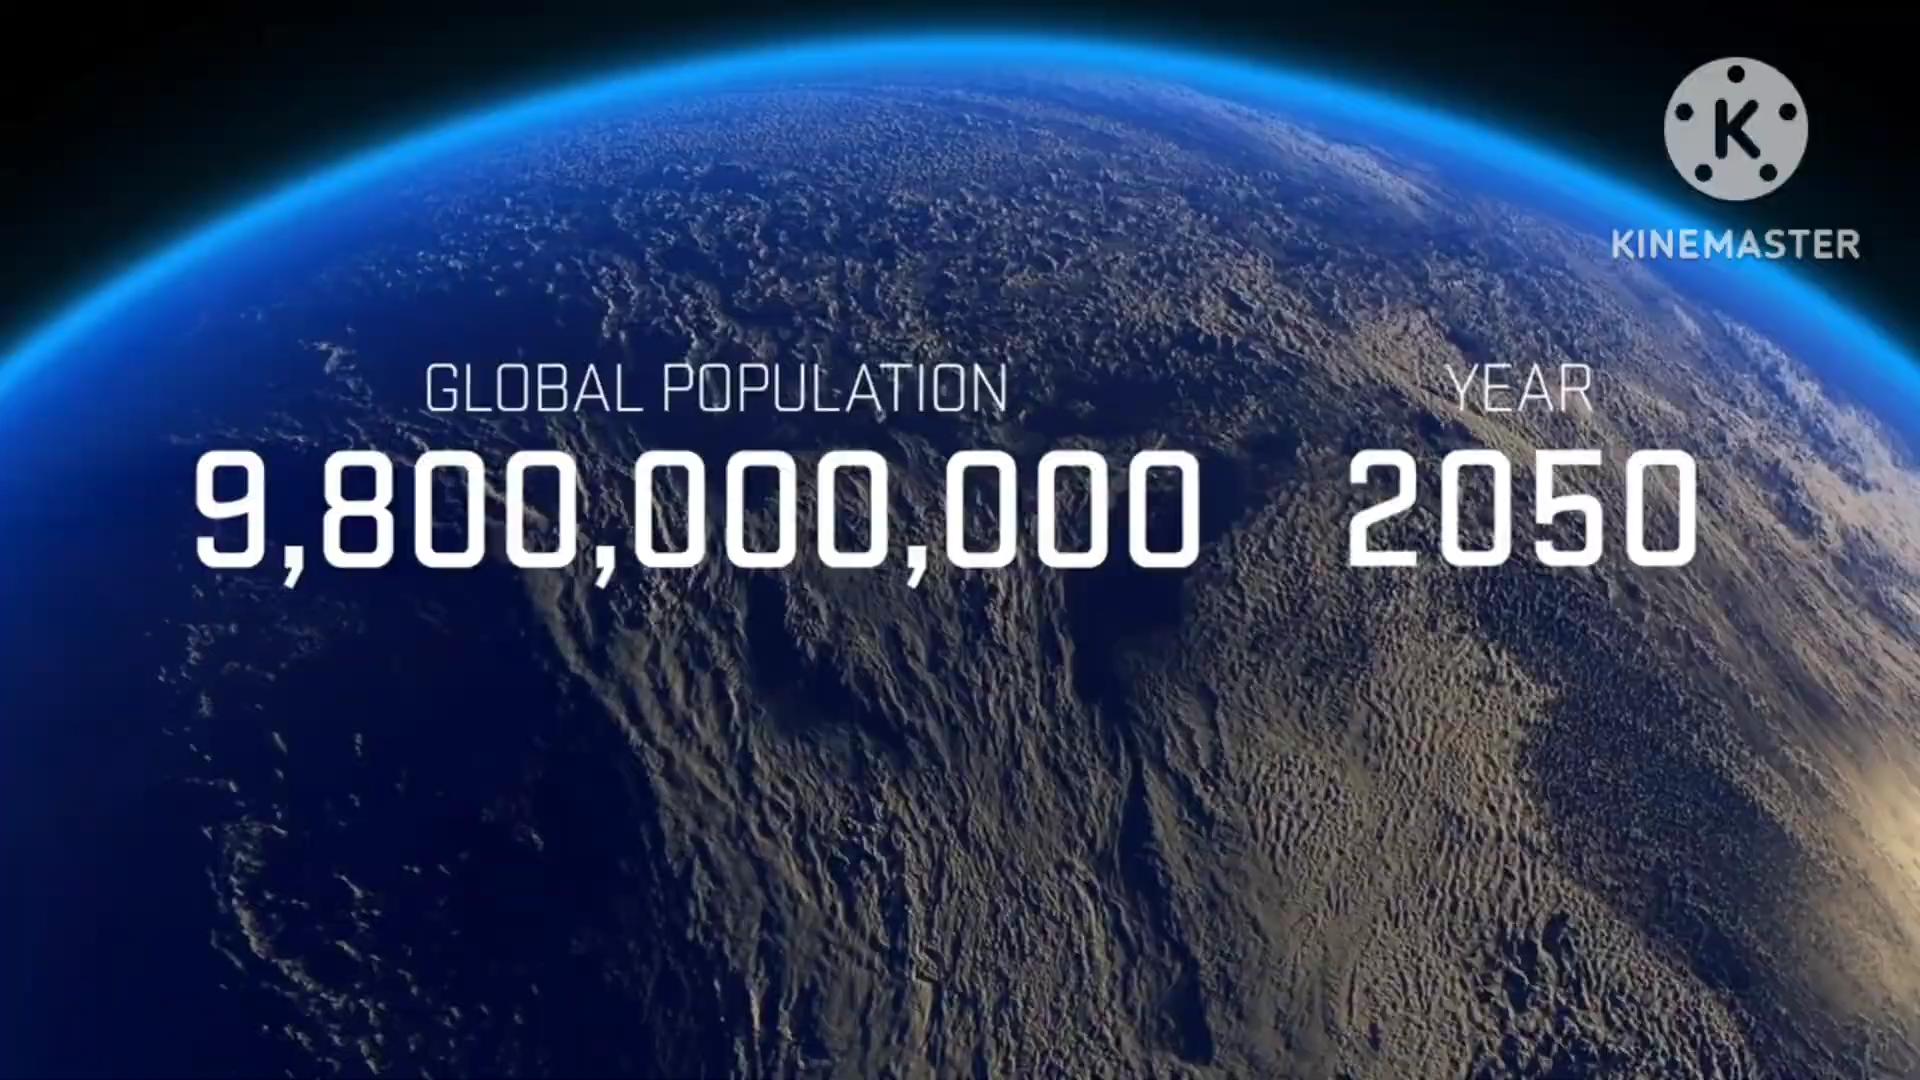 K
KINEMASTER
GLOBAL POPULATION
9,800,000,000
YEAR
2050